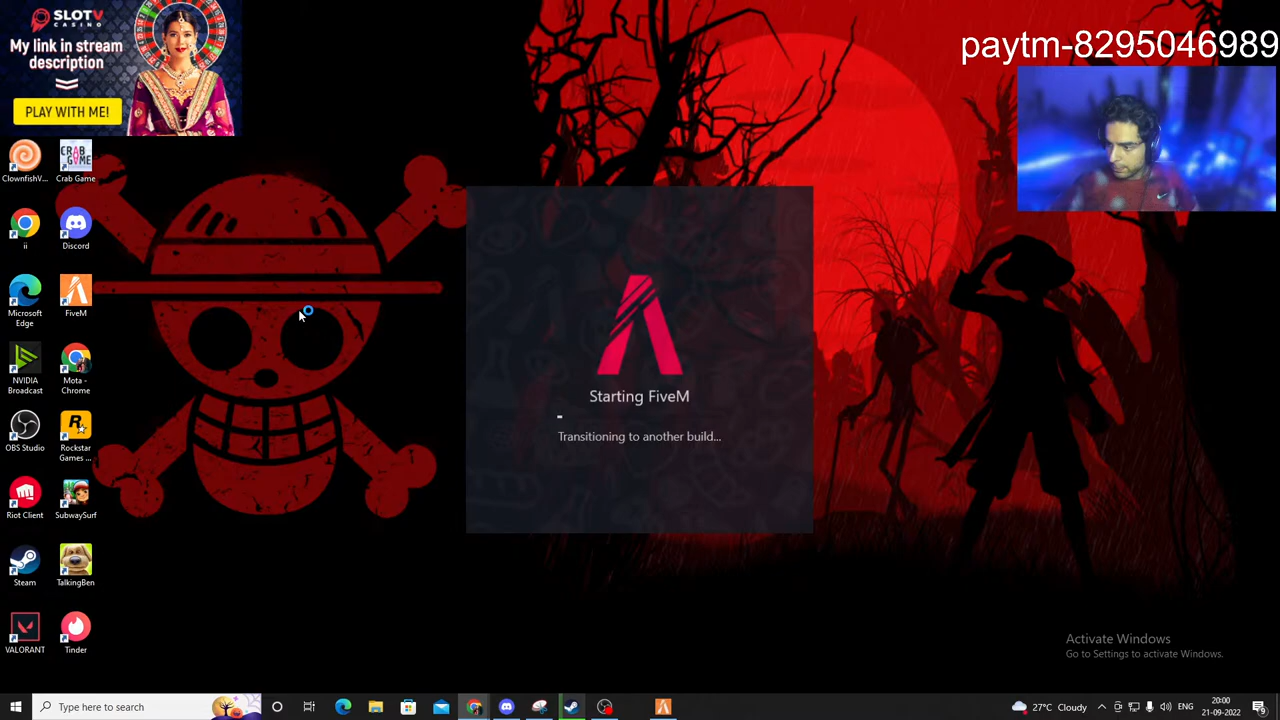 SLOTV
CASINO
My link in stream
description
PLAY WITH ME!
paytm-8295046989
ClownfishV...
CRAB
GAME
Crab Game
ii
Discord
Microsoft
Edge
FiveM
NVIDIA
Broadcast
Mota -
Chrome
OBS Studio
Rockstar
Games ...
Riot Client
SubwaySurf
Steam
TalkingBen
VALORANT
Tinder
Starting FiveM
Transitioning to another build...
Activate Windows
Go to Settings to activate Windows.
Type here to search
27°C Cloudy
ENG
20:00
21-09-2022